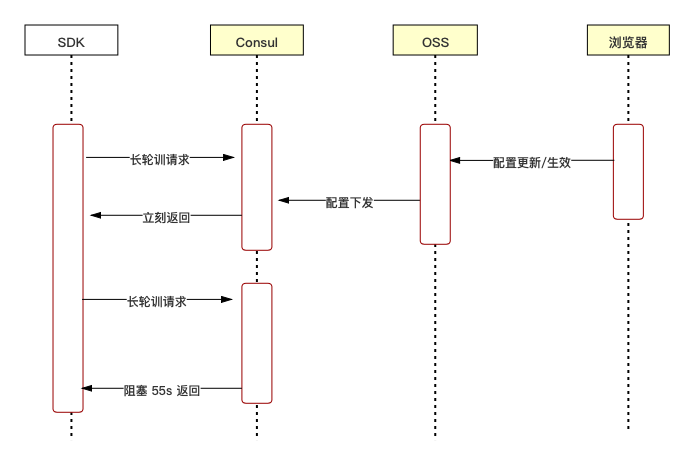 SDK
Consul
OSS
浏览器
长轮训请求
配置更新/生效
配置下发
立刻返回
长轮训请求
阻塞 55s 返回